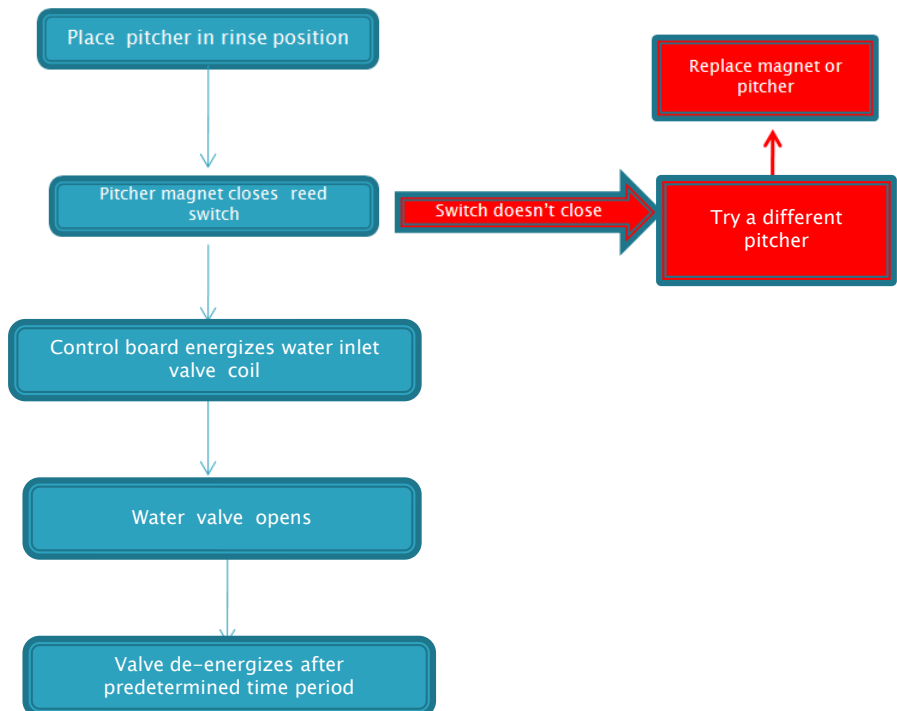 Place pitcher in rinse position
Replace magnet or
pitcher
Pitcher magnet closes reed
switch
Switch doesn't close
Try a different
pitcher
Control board energizes water inlet
valve coil
Water valve opens
Valve de-energizes after
predetermined time period